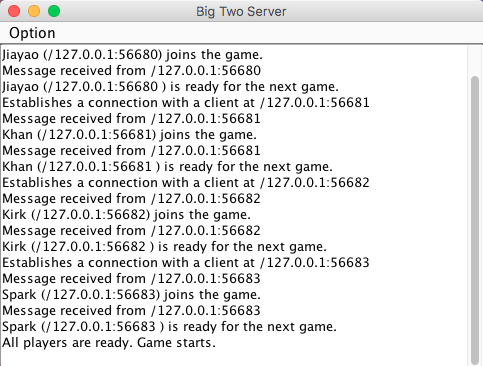 Big Two Server
Option
Jiayao (/127.0.0.1:56680) joins the game.
Message received from /127.0.0.1:56680
Jiayao (/127.0.0.1:56680 ) is ready for the next game.
Establishes a connection with a client at /127.0.0.1:56681
Message received from /127.0.0.1:56681
Khan (/127.0.0.1:56681) joins the game.
Message received from /127.0.0.1:56681
Khan (/127.0.0.1:56681 ) is ready for the next game.
Establishes a connection with a client at /127.0.0.1:56682
Message received from /127.0.0.1:56682
Kirk (/127.0.0.1:56682) joins the game.
Message received from /127.0.0.1:56682
Kirk (/127.0.0.1:56682 ) is ready for the next game.
Establishes a connection with a client at /127.0.0.1:56683
Message received from /127.0.0.1:56683
Spark (/127.0.0.1:56683) joins the game.
Message received from /127.0.0.1:56683
Spark (/127.0.0.1:56683 ) is ready for the next game.
All players are ready. Game starts.